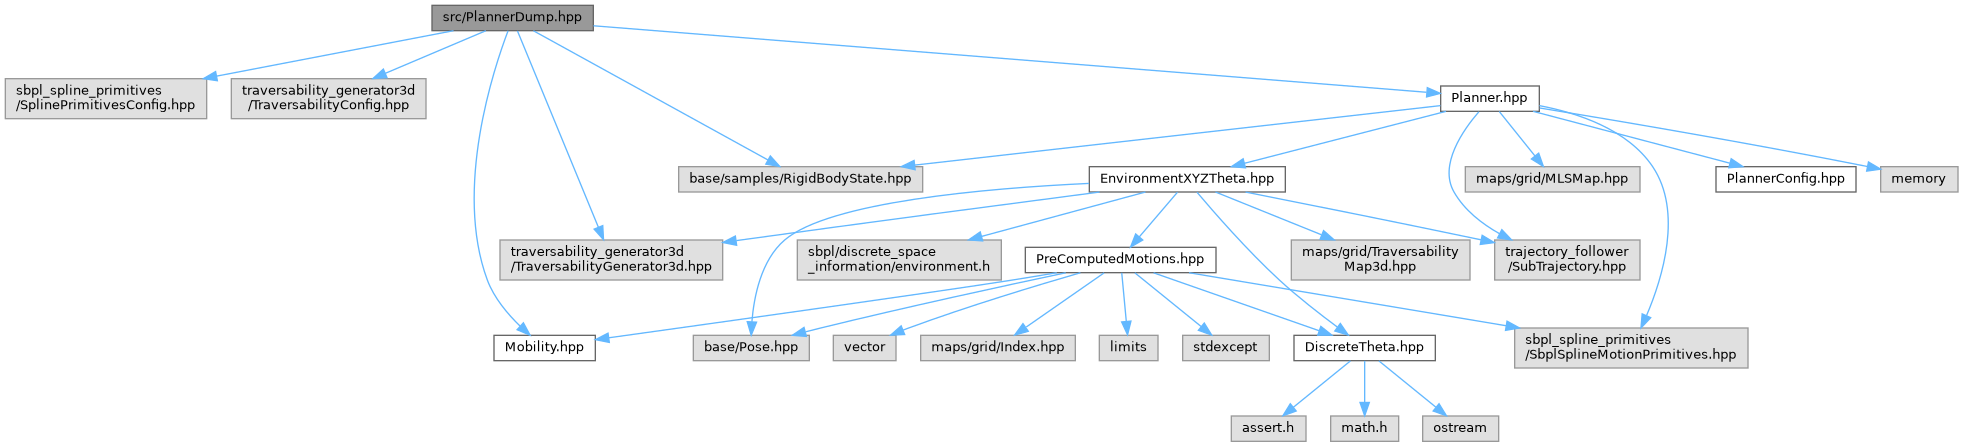 src/PlannerDump.hpp
sbpl_spline_primitives
/SplinePrimitivesConfig.hpp
traversability_generator3d
/TraversabilityConfig.hpp
Planner.hpp
base/samples/RigidBodyState.hpp
EnvironmentXYZTheta.hpp
maps/grid/MLSMap.hpp
PlannerConfig.hpp
memory
traversability_generator3d
/TraversabilityGenerator3d.hpp
sbpl/discrete_space
_information/environment.h
PreComputedMotions.hpp
maps/grid/Traversability
Map3d.hpp
trajectory_follower
/SubTrajectory.hpp
Mobility.hpp
base/Pose.hpp
vector
maps/grid/Index.hpp
limits
stdexcept
DiscreteTheta.hpp
sbpl_spline_primitives
/SbplSplineMotionPrimitives.hpp
assert.h
math.h
ostream